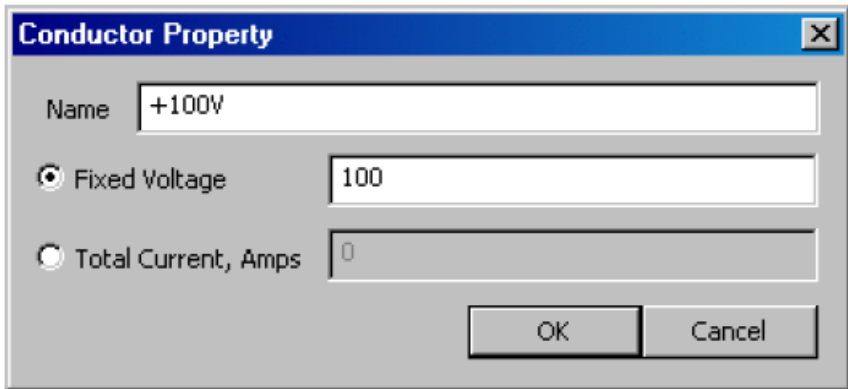 Conductor Property
Name +100V
Fixed Voltage 100
Total Current, Amps 0
OK Cancel